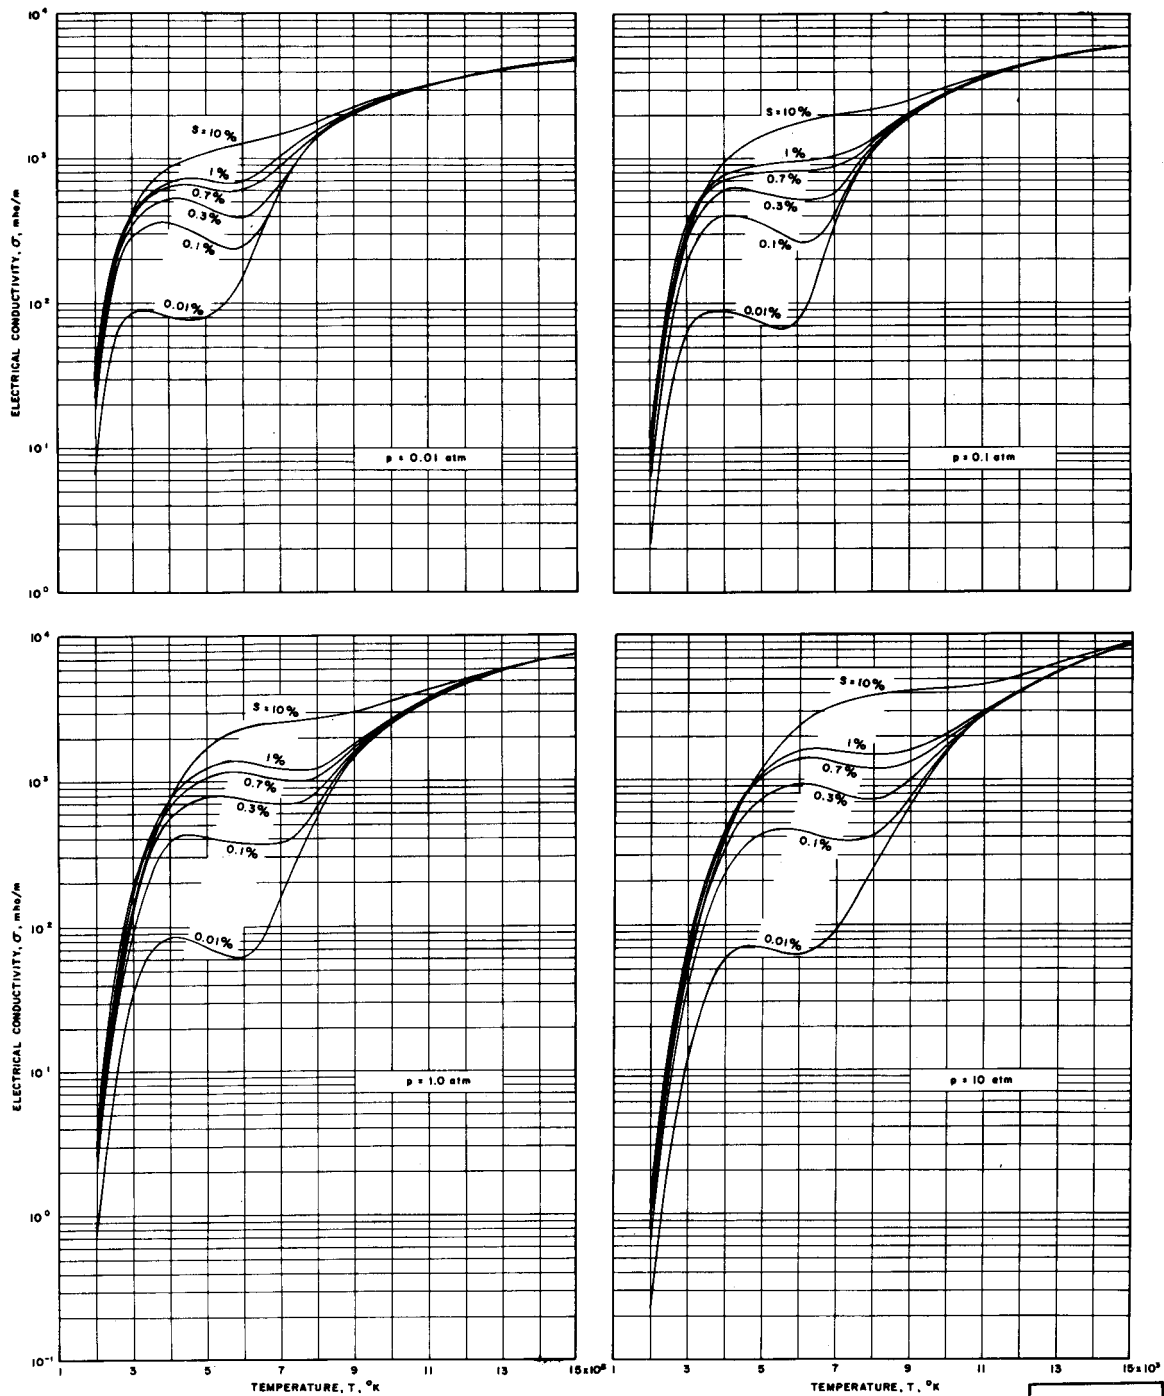 10⁴
10³
10²
10¹
10⁰
ELECTRICAL CONDUCTIVITY, σ, mho/m
S = 10%
1%
0.7%
0.3%
0.1%
0.01%
p = 0.01 atm
S = 10%
1%
0.7%
0.3%
0.1%
0.01%
p = 0.1 atm
10⁴
10³
10²
10¹
10⁰
10⁻¹
ELECTRICAL CONDUCTIVITY, σ, mho/m
S = 10%
1%
0.7%
0.3%
0.1%
0.01%
p = 1.0 atm
1 3 5 7 9 11 13 15 x 10³
TEMPERATURE, T, °K
S = 10%
1%
0.7%
0.3%
0.1%
0.01%
p = 10 atm
1 3 5 7 9 11 13 15 x 10³
TEMPERATURE, T, °K